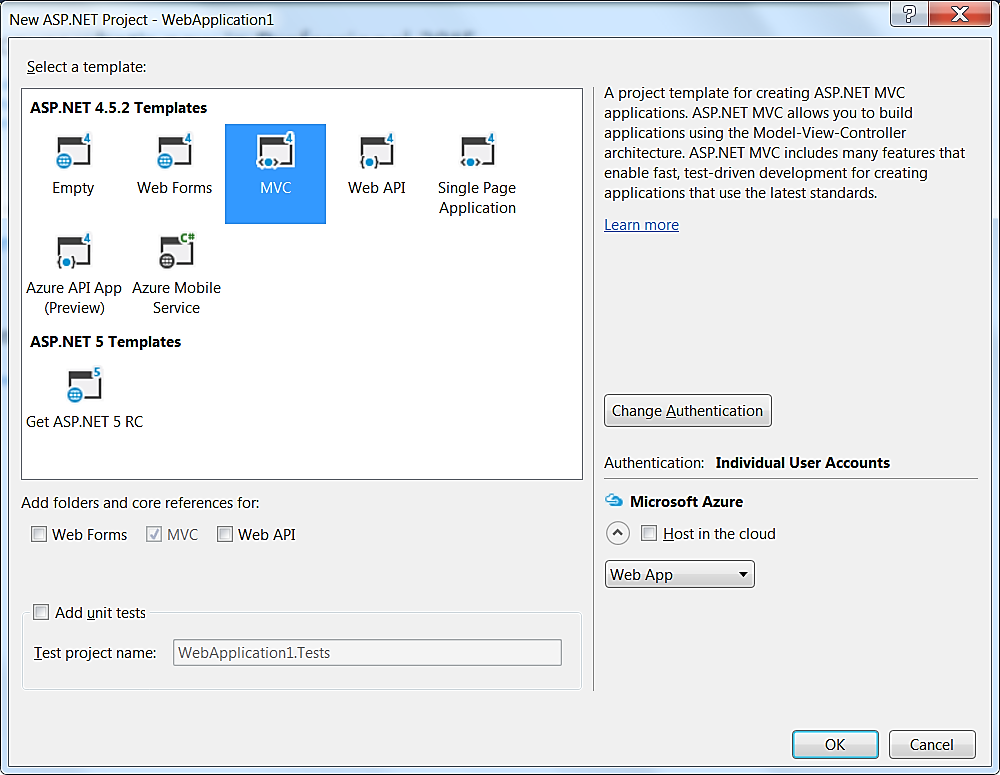 New ASP.NET Project - WebApplication1
?
Select a template:
ASP.NET 4.5.2 Templates
4 4 4 4 4
Empty Web Forms MVC Web API Single Page
Application
4 C#
Azure API App Azure Mobile
(Preview) Service
ASP.NET 5 Templates
5
Get ASP.NET 5 RC
Add folders and core references for:
Web Forms MVC Web API
Add unit tests
Test project name: WebApplication1.Tests
A project template for creating ASP.NET MVC
applications. ASP.NET MVC allows you to build
applications using the Model-View-Controller
architecture. ASP.NET MVC includes many features that
enable fast, test-driven development for creating
applications that use the latest standards.
Learn more
Change Authentication
Authentication: Individual User Accounts
Microsoft Azure
Host in the cloud
Web App
OK Cancel